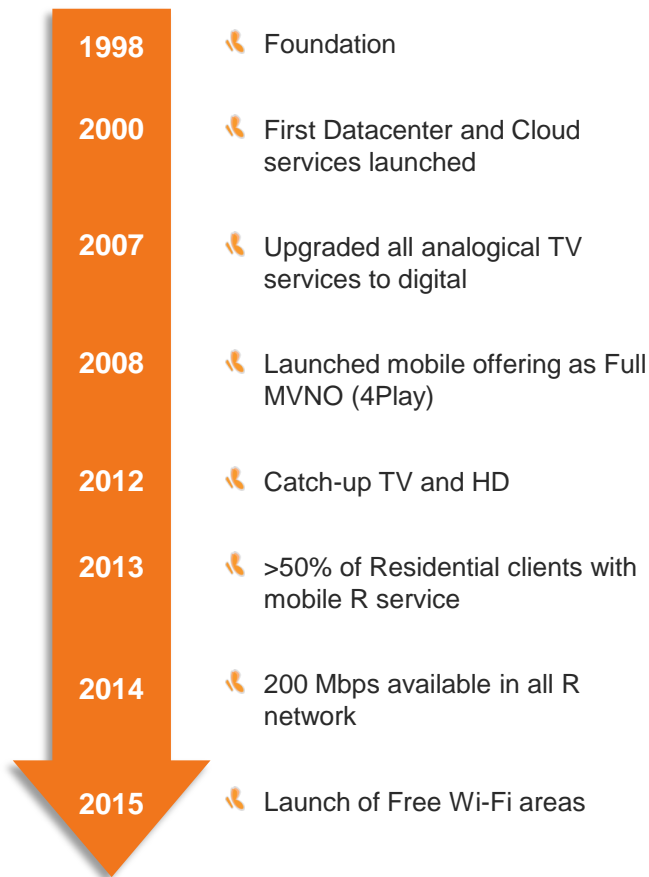 1998
Foundation
2000
First Datacenter and Cloud
services launched
2007
Upgraded all analogical TV
services to digital
2008
Launched mobile offering as Full
MVNO (4Play)
2012
Catch-up TV and HD
2013
>50% of Residential clients with
mobile R service
2014
200 Mbps available in all R
network
2015
Launch of Free Wi-Fi areas